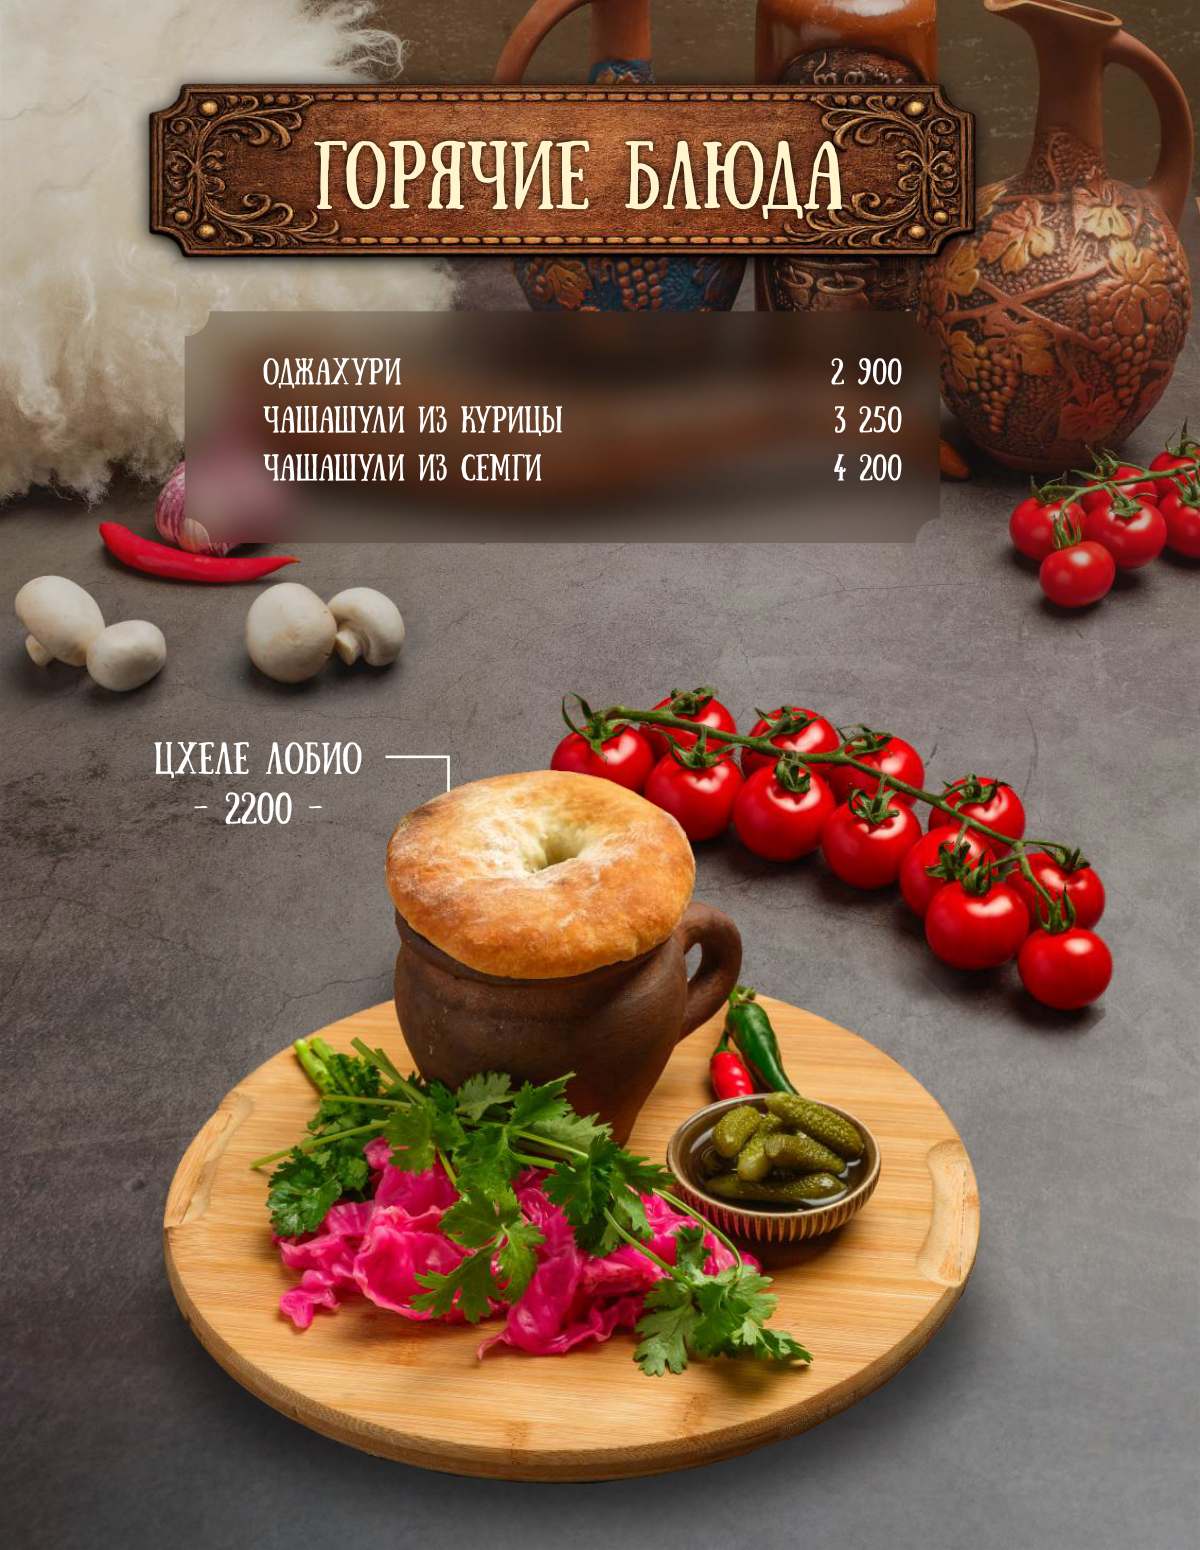 ГОРЯЧИЕ БЛЮДА
ОДЖАХУРИ 2 900
ЧАШАШУЛИ ИЗ КУРИЦЫ 3 250
ЧАШАШУЛИ ИЗ СЕМГИ 4 200
ЦХЕЛЕ ЛОБИО
- 2200 -